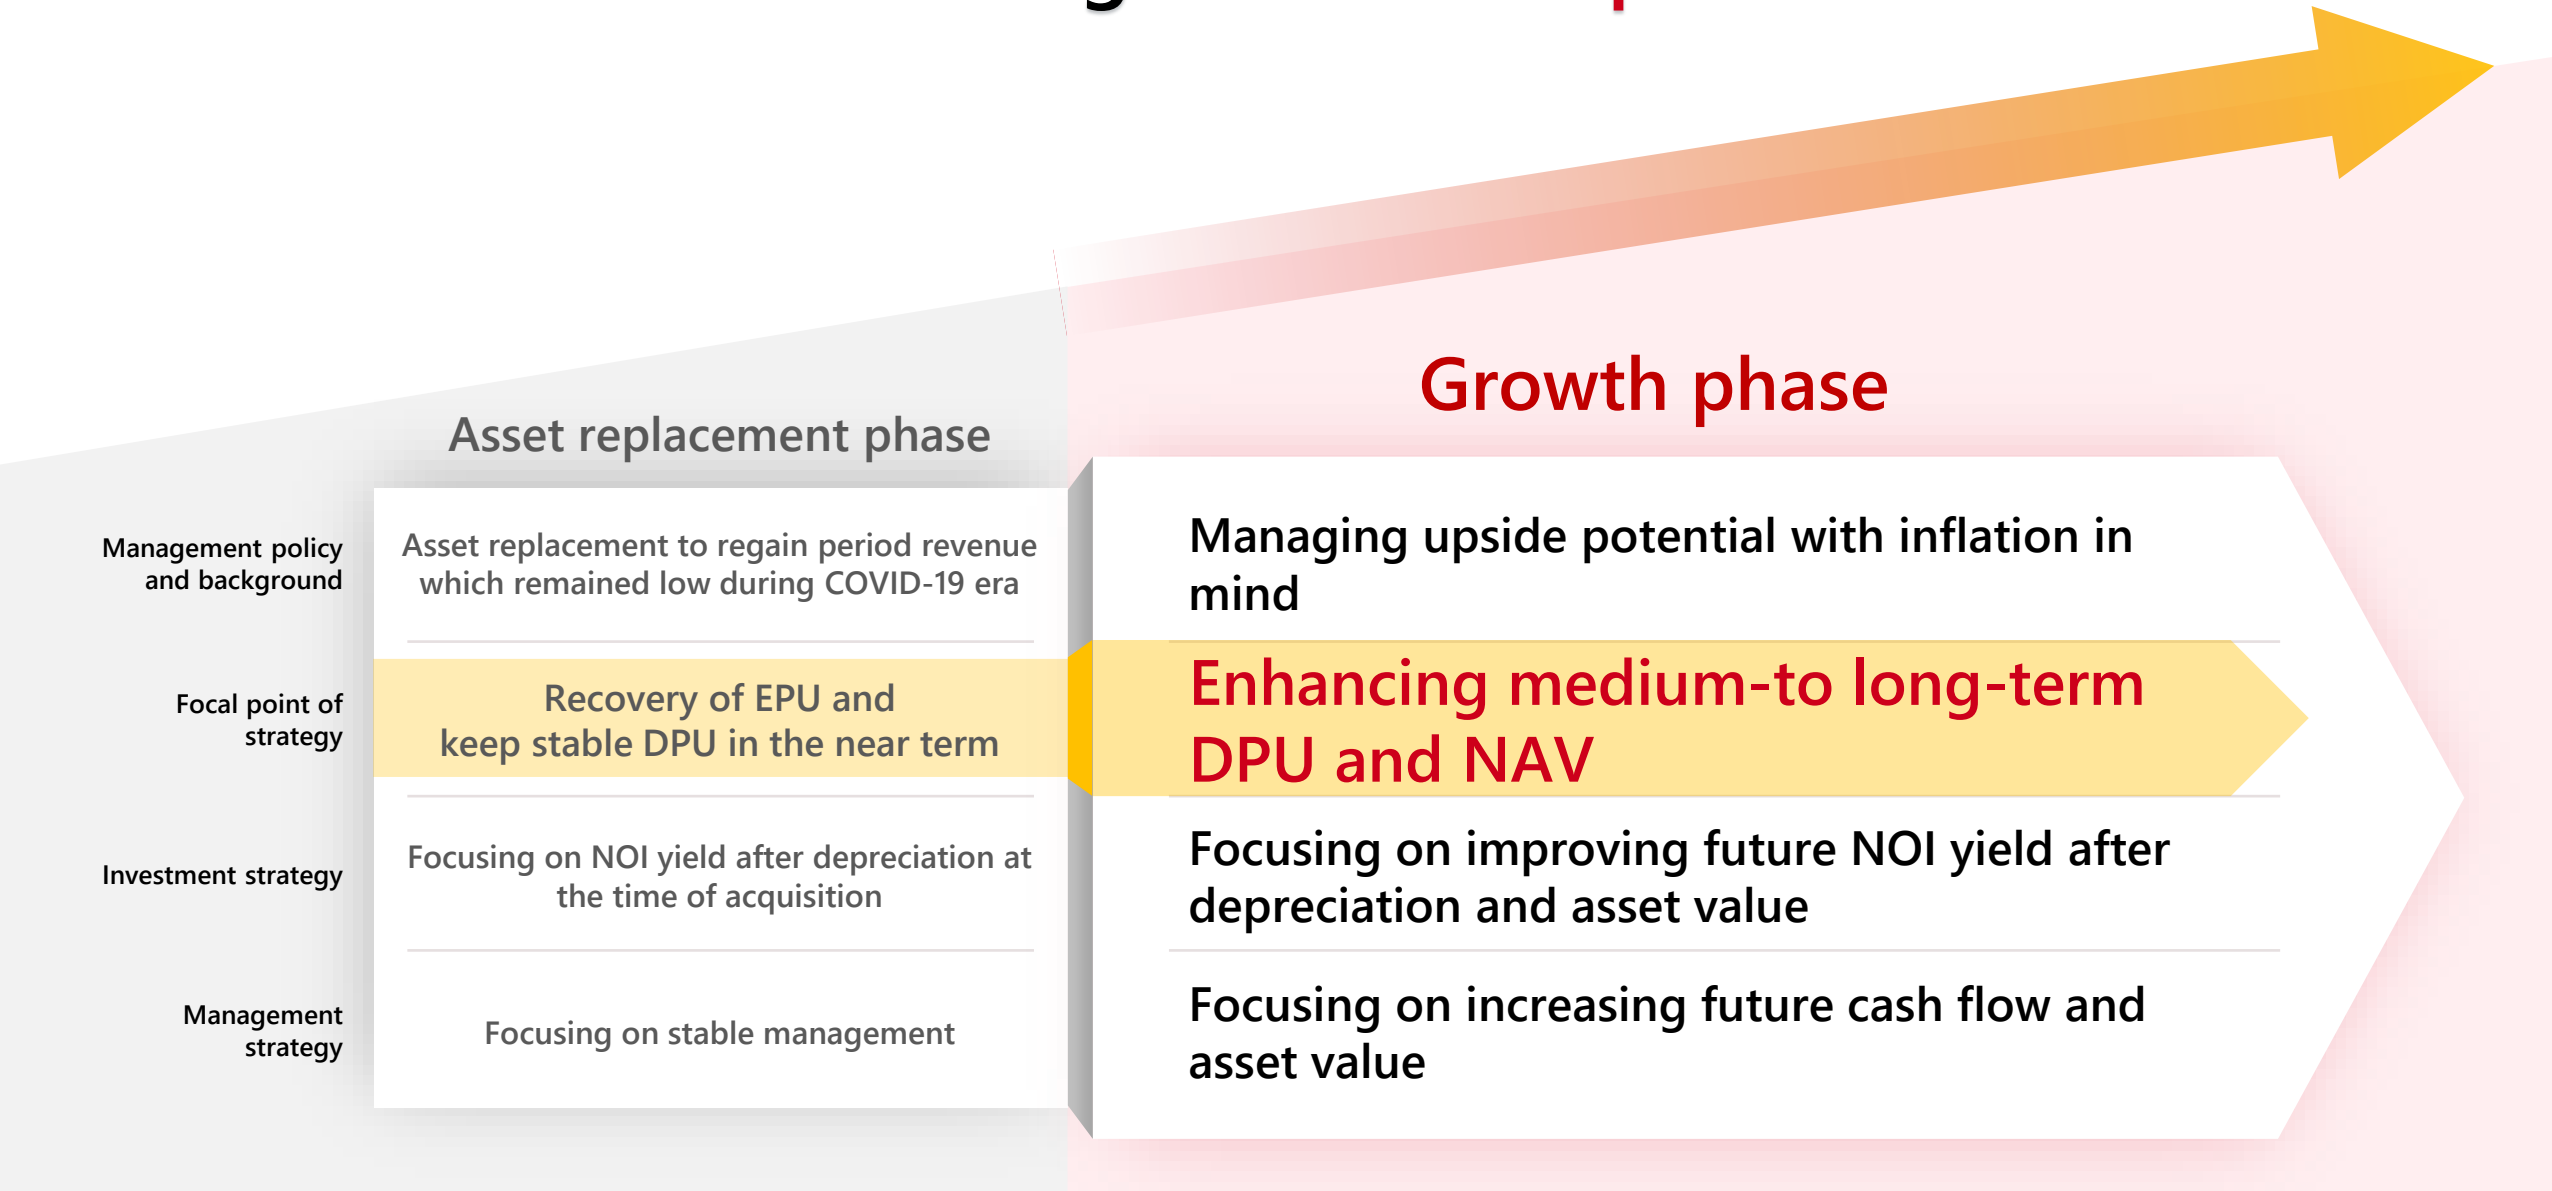 Growth phase
Asset replacement phase
Management policy
and background
Asset replacement to regain period revenue
which remained low during COVID-19 era
Managing upside potential with inflation in
mind
Focal point of
strategy
Recovery of EPU and
keep stable DPU in the near term
Enhancing medium-to long-term
DPU and NAV
Investment strategy
Focusing on NOI yield after depreciation at
the time of acquisition
Focusing on improving future NOI yield after
depreciation and asset value
Management
strategy
Focusing on stable management
Focusing on increasing future cash flow and
asset value